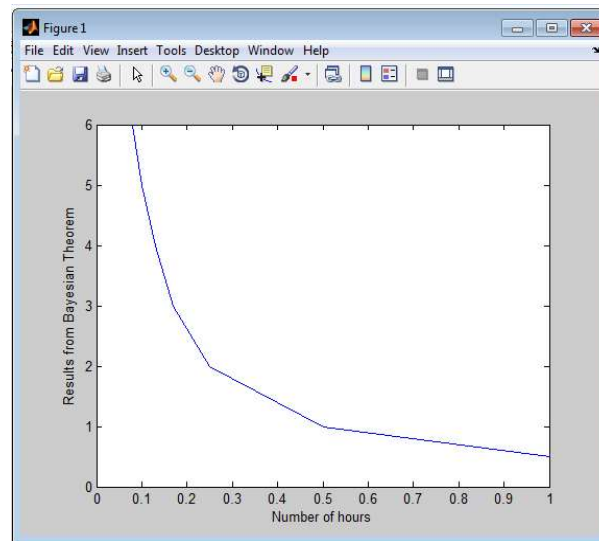 Figure 1
File Edit View Insert Tools Desktop Window Help
6
5
4
3
2
1
0
Results from Bayesian Theorem
0 0.1 0.2 0.3 0.4 0.5 0.6 0.7 0.8 0.9 1
Number of hours